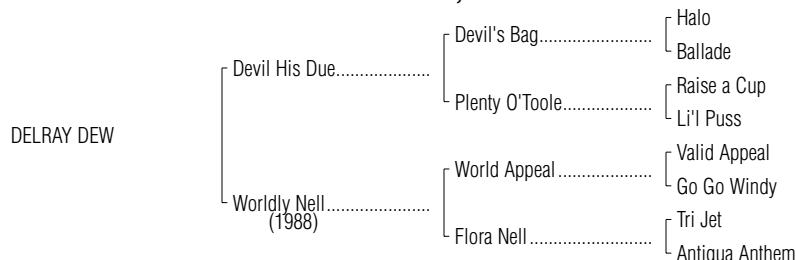 Halo
Devil's Bag........................
Ballade
Devil His Due....................
Raise a Cup
Plenty O'Toole...................
Li'l Puss
DELRAY DEW
Valid Appeal
World Appeal....................
Go Go Windy
Worldly Nell......................
(1988)
Tri Jet
Flora Nell..........................
Antigua Anthem